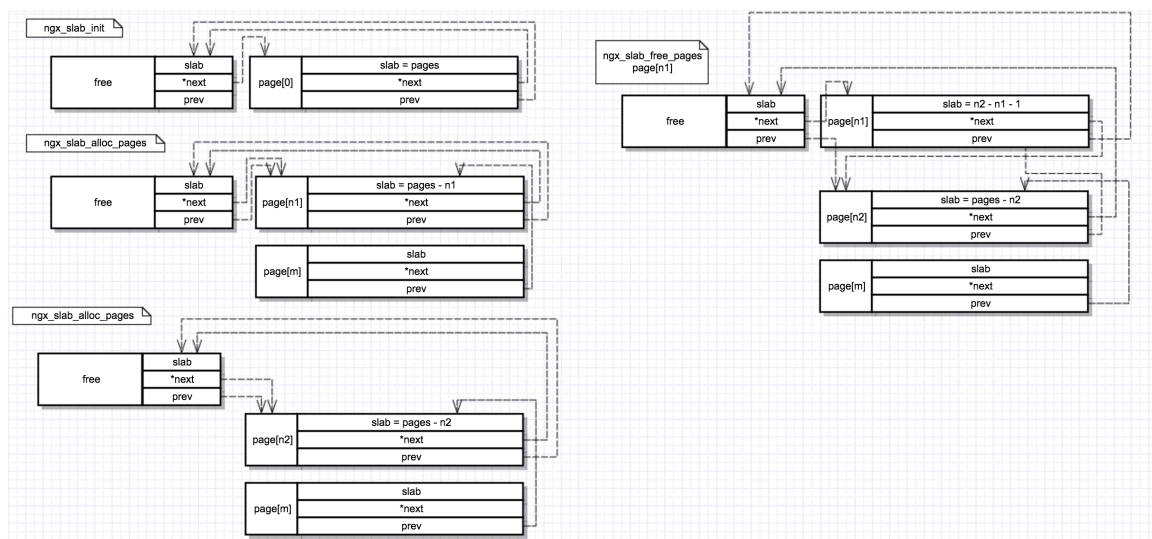 ngx_slab_init
free
slab
*next
prev
page[0]
slab = pages
*next
prev
ngx_slab_alloc_pages
free
slab
*next
prev
page[n1]
slab = pages - n1
*next
prev
page[m]
slab
*next
prev
ngx_slab_alloc_pages
free
slab
*next
prev
page[n2]
slab = pages - n2
*next
prev
page[m]
slab
*next
prev
ngx_slab_free_pages
page[n1]
free
slab
*next
prev
page[n1]
slab = n2 - n1 - 1
*next
prev
page[n2]
slab = pages - n2
*next
prev
page[m]
slab
*next
prev